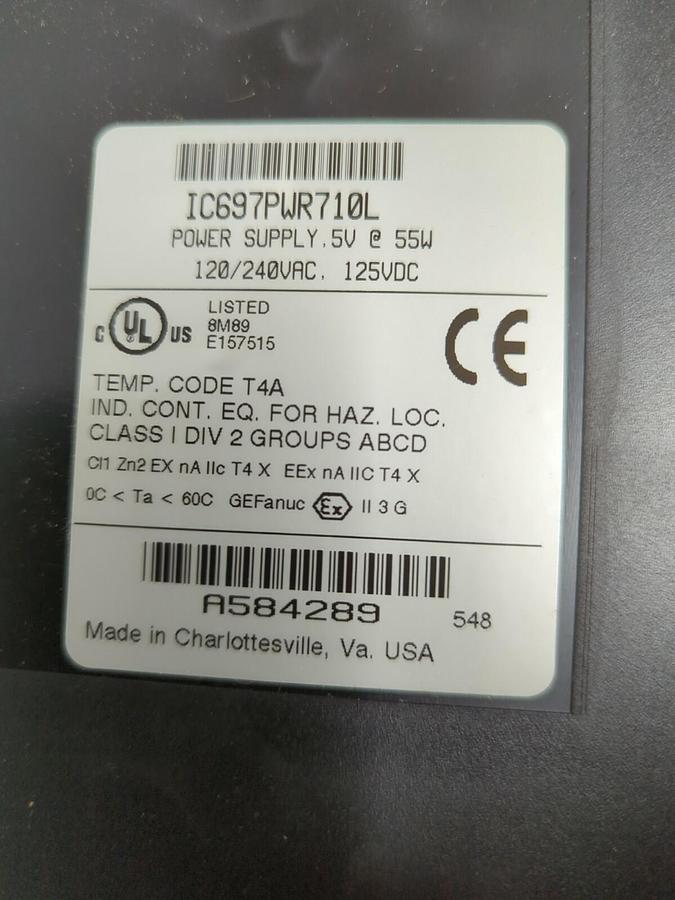 IC697PWR710L
POWER SUPPLY, 5V @ 55W
120/240VAC, 125VDC
C UL US LISTED
8M89
E157515
CE
TEMP. CODE T4A
IND. CONT. EQ. FOR HAZ. LOC.
CLASS I DIV 2 GROUPS ABCD
Cl1 Zn2 EX nA IIc T4 X EEx nA IIC T4 X
0C < Ta < 60C GEFanuc Ex II 3 G
A584289 548
Made in Charlottesville, Va. USA